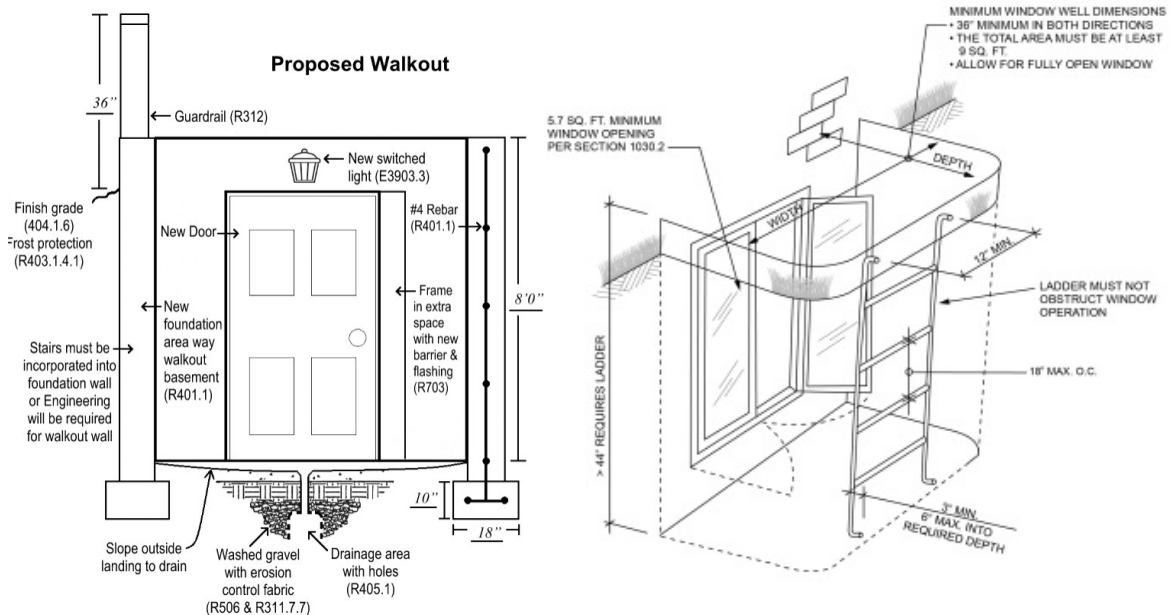 Proposed Walkout
36”
Guardrail (R312)
New switched
light (E3903.3)
Finish grade
(404.1.6)
Frost protection
(R403.1.4.1)
New Door
#4 Rebar
(R401.1)
8'0”
New
foundation
area way
walkout
basement
(R401.1)
Frame
in extra
space
with new
barrier &
flashing
(R703)
Stairs must be
incorporated into
foundation wall
or Engineering
will be required
for walkout wall
10”
18”
Slope outside
landing to drain
Washed gravel
with erosion
control fabric
(R506 & R311.7.7)
Drainage area
with holes
(R405.1)
MINIMUM WINDOW WELL DIMENSIONS
• 36" MINIMUM IN BOTH DIRECTIONS
• THE TOTAL AREA MUST BE AT LEAST
9 SQ. FT.
• ALLOW FOR FULLY OPEN WINDOW
5.7 SQ. FT. MINIMUM
WINDOW OPENING
PER SECTION 1030.2
DEPTH
WIDTH
12" MIN.
LADDER MUST NOT
OBSTRUCT WINDOW
OPERATION
18" MAX. O.C.
> 44" REQUIRES LADDER
3" MIN.
6" MAX. INTO
REQUIRED DEPTH